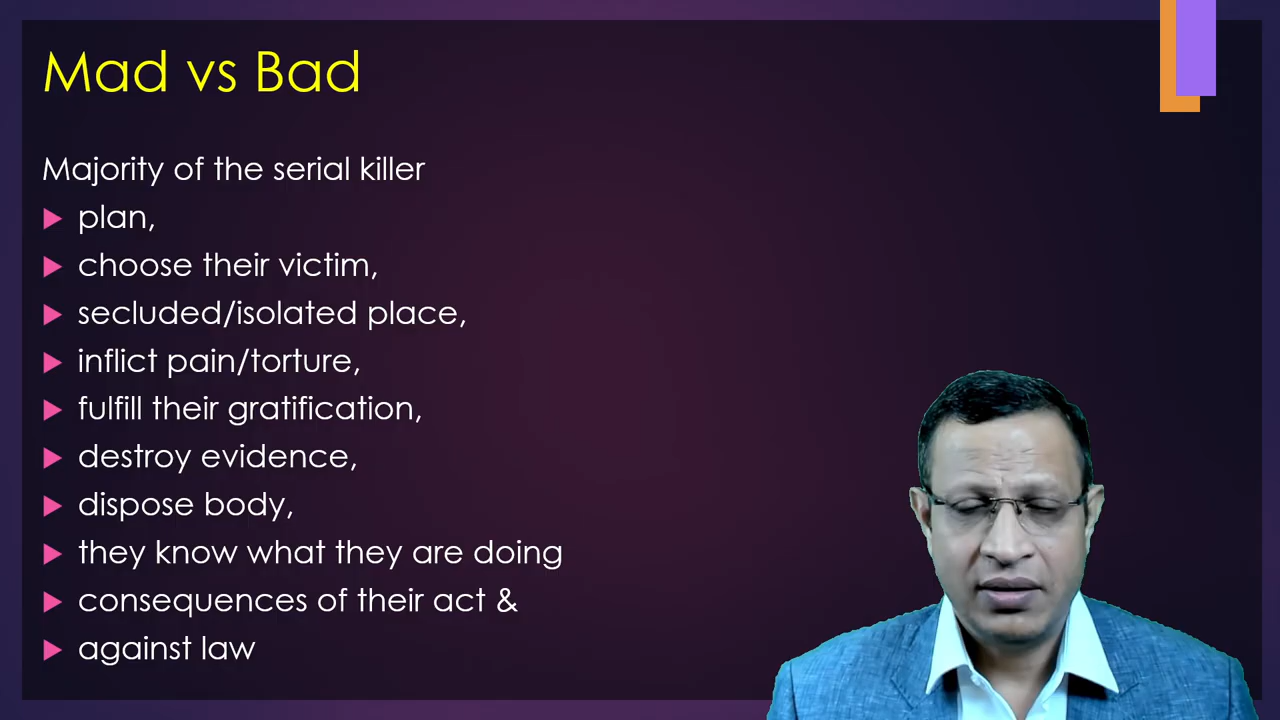 Mad vs Bad
Majority of the serial killer
plan,
choose their victim,
secluded/isolated place,
inflict pain/torture,
fulfill their gratification,
destroy evidence,
dispose body,
they know what they are doing
consequences of their act &
against law